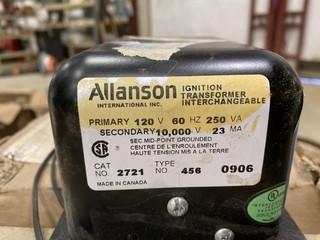 Allanson
INTERNATIONAL INC.
IGNITION
TRANSFORMER
INTERCHANGEABLE
PRIMARY 120 V 60 HZ 250 VA
SECONDARY 10,000 V 23 MA
SEC MID-POINT GROUNDED
CENTRE DE L'ENROULEMENT
HAUTE TENSION MIS A LA TERRE
CAT NO. 2721 TYPE NO 456 0906
MADE IN CANADA